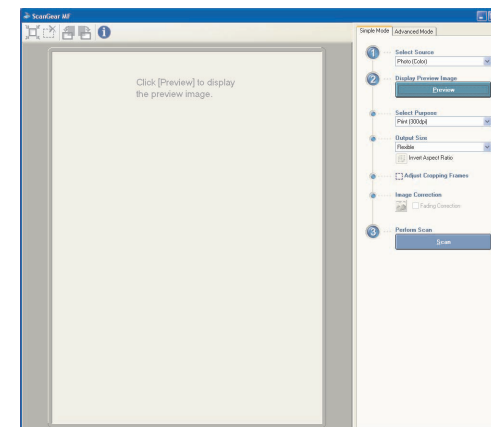 ScanGear MF
Simple Mode Advanced Mode
Click [Preview] to display
the preview image.
1 Select Source
Photo (Color)
2 Display Preview Image
Preview
Select Purpose
Print (300dpi)
Output Size
Flexible
Invert Aspect Ratio
Adjust Cropping Frames
Image Correction
Fading Correction
3 Perform Scan
Scan